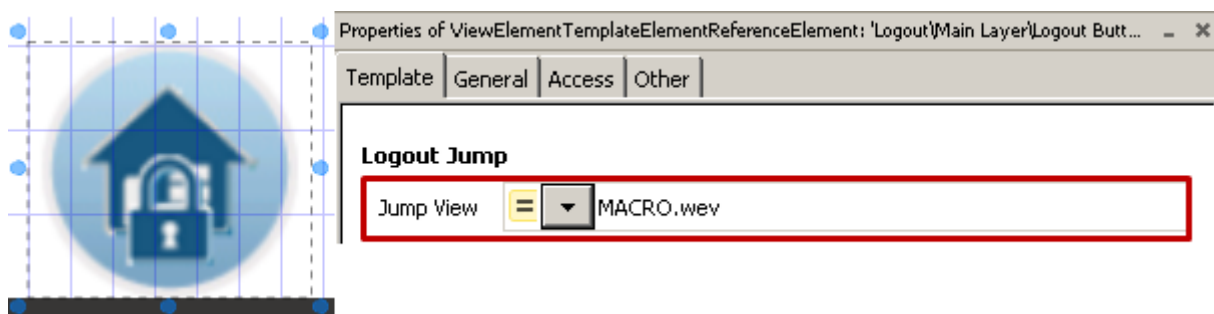 Properties of ViewElementTemplateElementReferenceElement: 'Logout\Main Layer\Logout Butt...
Template General Access Other
Logout Jump
Jump View = MACRO.wev